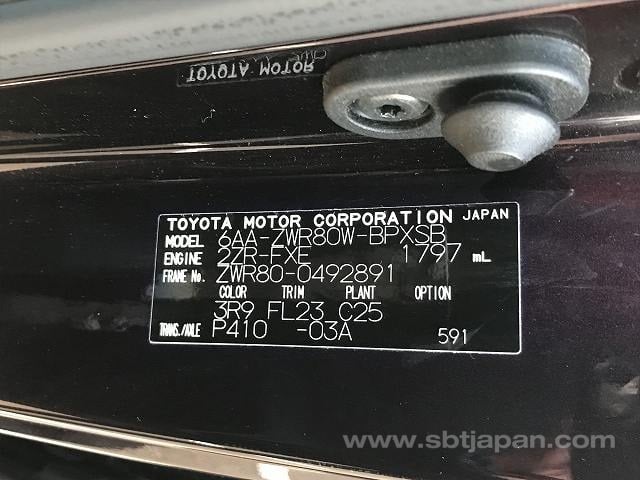 TOYOTA MOTOR
TOYOTA MOTOR CORPORATION JAPAN
MODEL 6AA-ZWR80W-BPXSB
ENGINE 2ZR-FXE 1797 mL
FRAME No. ZWR80-0492891
COLOR TRIM PLANT OPTION
3R9 FL23 C25
TRANS./AXLE P410 -03A 591
www.sbtjapan.com